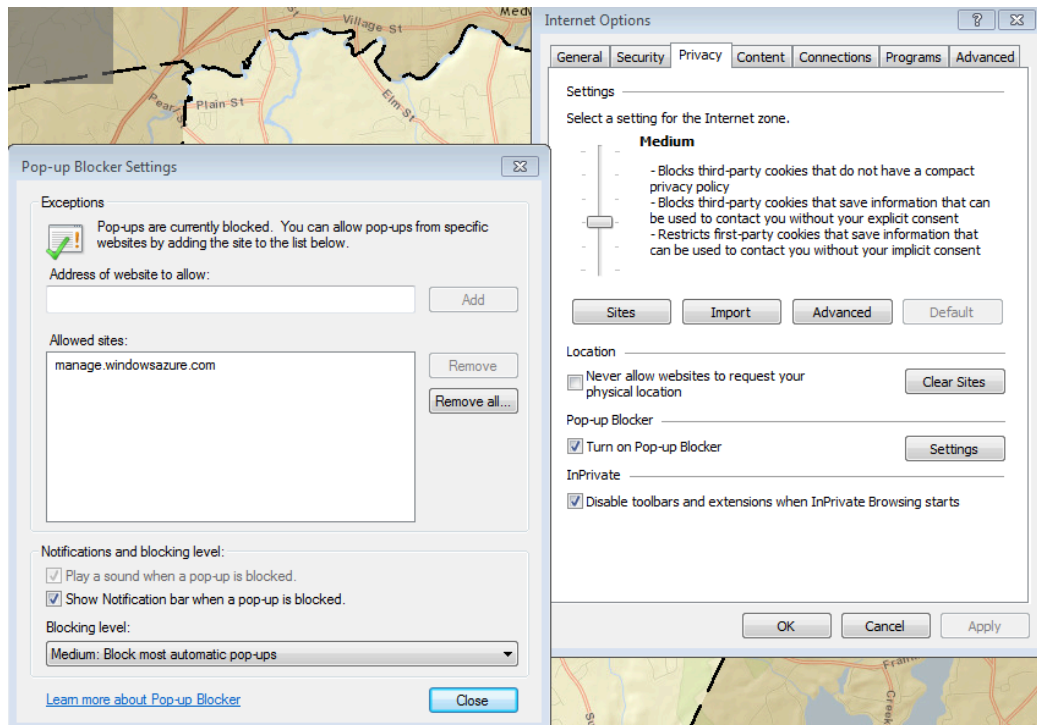 Village St
Medw
Pear
Plain St
Elm St
Internet Options
General Security Privacy Content Connections Programs Advanced
Settings
Select a setting for the Internet zone.
Medium
- Blocks third-party cookies that do not have a compact
privacy policy
- Blocks third-party cookies that save information that can
be used to contact you without your explicit consent
- Restricts first-party cookies that save information that
can be used to contact you without your implicit consent
Sites Import Advanced Default
Location
Never allow websites to request your
physical location
Clear Sites
Pop-up Blocker
Turn on Pop-up Blocker
Settings
InPrivate
Disable toolbars and extensions when InPrivate Browsing starts
OK Cancel Apply
Pop-up Blocker Settings
Exceptions
Pop-ups are currently blocked. You can allow pop-ups from specific
websites by adding the site to the list below.
Address of website to allow:
Add
Allowed sites:
manage.windowsazure.com
Remove
Remove all...
Notifications and blocking level:
Play a sound when a pop-up is blocked.
Show Notification bar when a pop-up is blocked.
Blocking level:
Medium: Block most automatic pop-ups
Learn more about Pop-up Blocker
Close
Fram
Creek